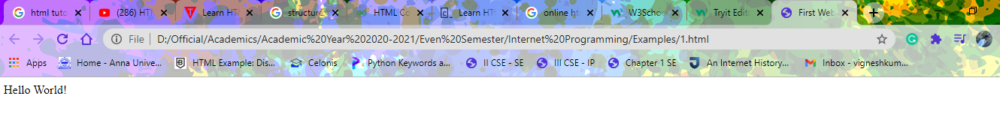 html tuto
(286) HTI
Learn HT
structure
HTML Co
Learn HT
online ht
W3Schoo
Tryit Edit
First Web
File | D:/Official/Academics/Academic%20Year%202020-2021/Even%20Semester/Internet%20Programming/Examples/1.html
Apps Home - Anna Unive... HTML Example: Dis... Celonis Python Keywords a... II CSE - SE III CSE - IP Chapter 1 SE An Internet History... Inbox - vigneshkum...
Hello World!